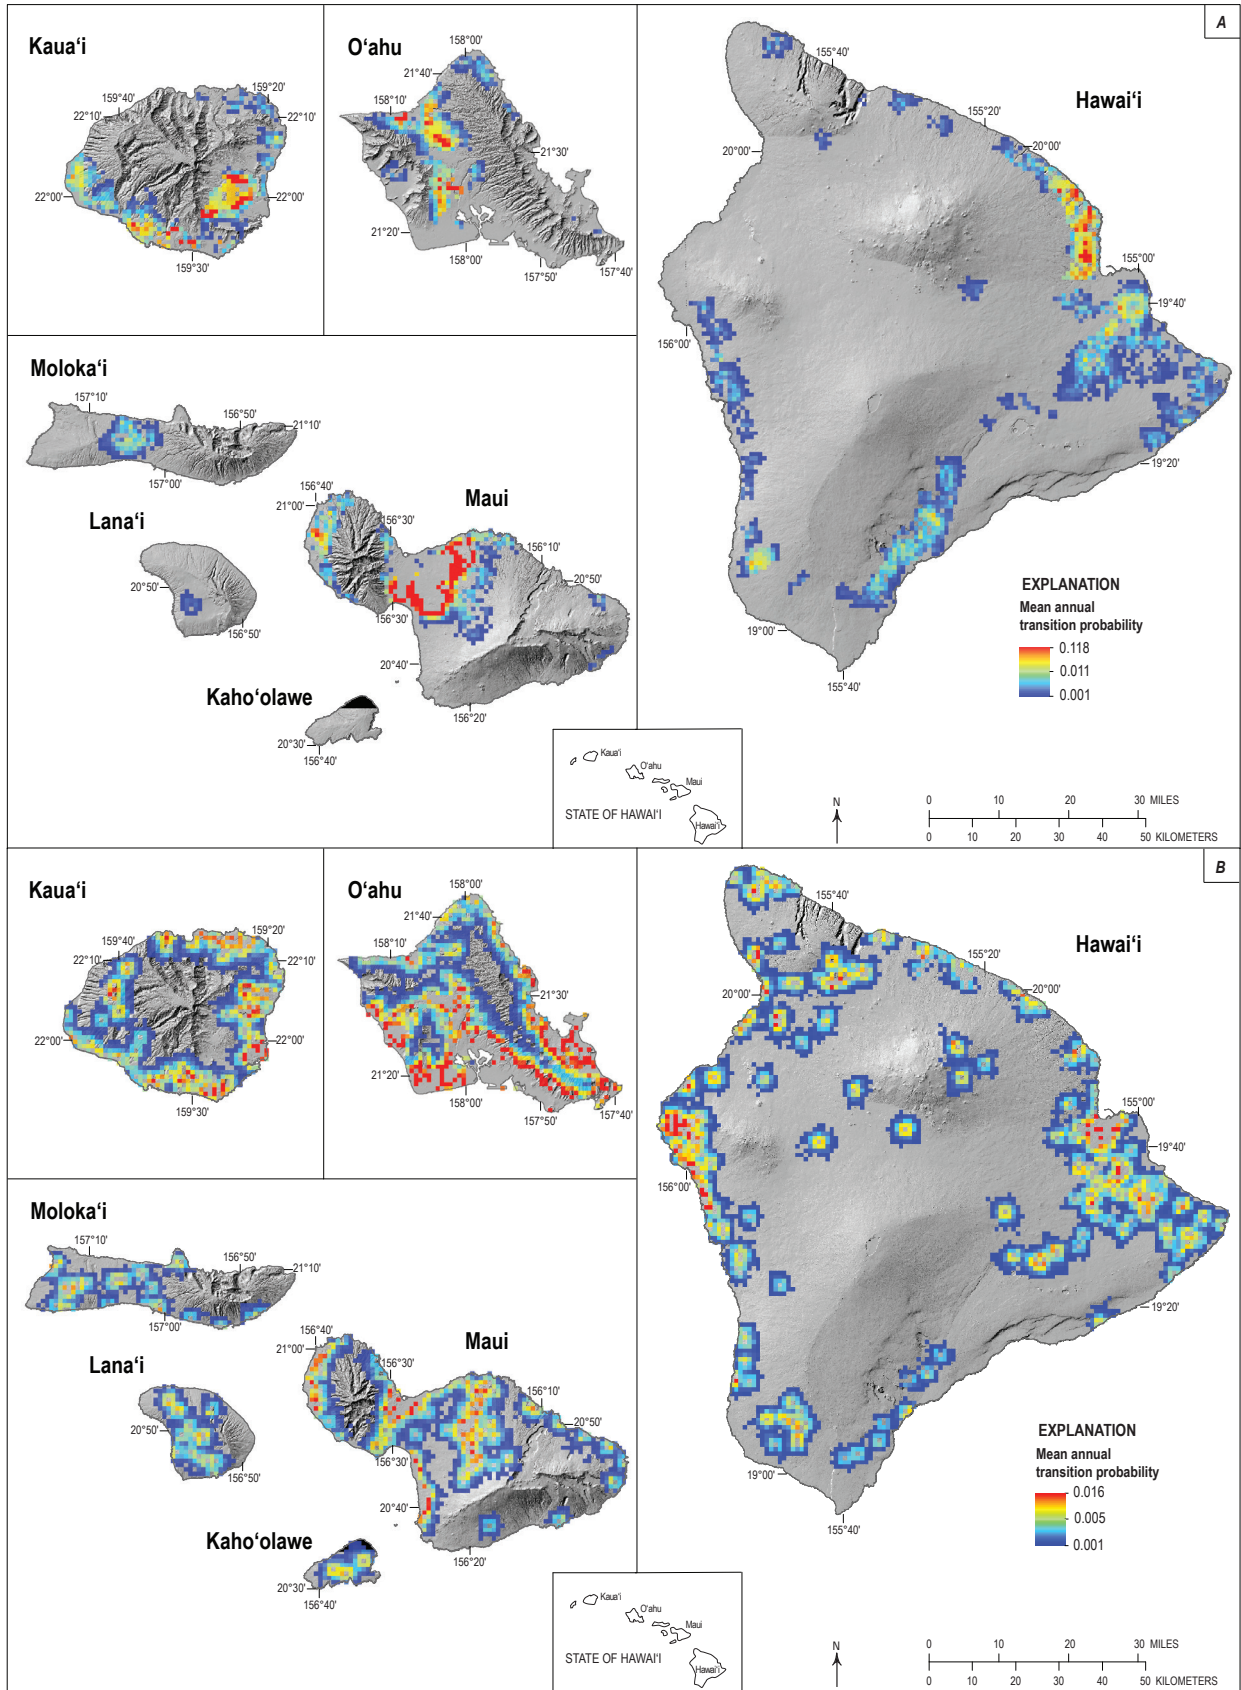 A
Kaua‘i
159°40'
159°20'
22°10'
22°10'
22°00'
22°00'
159°30'
O‘ahu
158°00'
21°40'
158°10'
21°30'
21°20'
158°00'
157°50'
157°40'
Hawai‘i
155°40'
155°20'
20°00'
20°00'
155°00'
19°40'
156°00'
19°20'
19°00'
155°40'
Moloka‘i
157°10'
156°50'
21°10'
157°00'
Lana‘i
20°50'
156°50'
Maui
156°40'
21°00'
156°30'
156°10'
20°50'
156°30'
20°40'
156°20'
Kaho‘olawe
20°30'
156°40'
EXPLANATION
Mean annual
transition probability
0.118
0.011
0.001
Kaua‘i
O‘ahu
Maui
STATE OF HAWAI‘I
Hawai‘i
N
0 10 20 30 MILES
0 10 20 30 40 50 KILOMETERS
B
Kaua‘i
159°40'
159°20'
22°10'
22°10'
22°00'
22°00'
159°30'
O‘ahu
158°00'
21°40'
158°10'
21°30'
21°20'
158°00'
157°50'
157°40'
Hawai‘i
155°40'
155°20'
20°00'
20°00'
155°00'
19°40'
156°00'
19°20'
19°00'
155°40'
Moloka‘i
157°10'
156°50'
21°10'
157°00'
Lana‘i
20°50'
156°50'
Maui
156°40'
21°00'
156°30'
156°10'
20°50'
156°30'
20°40'
156°20'
Kaho‘olawe
20°30'
156°40'
EXPLANATION
Mean annual
transition probability
0.016
0.005
0.001
Kaua‘i
O‘ahu
Maui
STATE OF HAWAI‘I
Hawai‘i
N
0 10 20 30 MILES
0 10 20 30 40 50 KILOMETERS